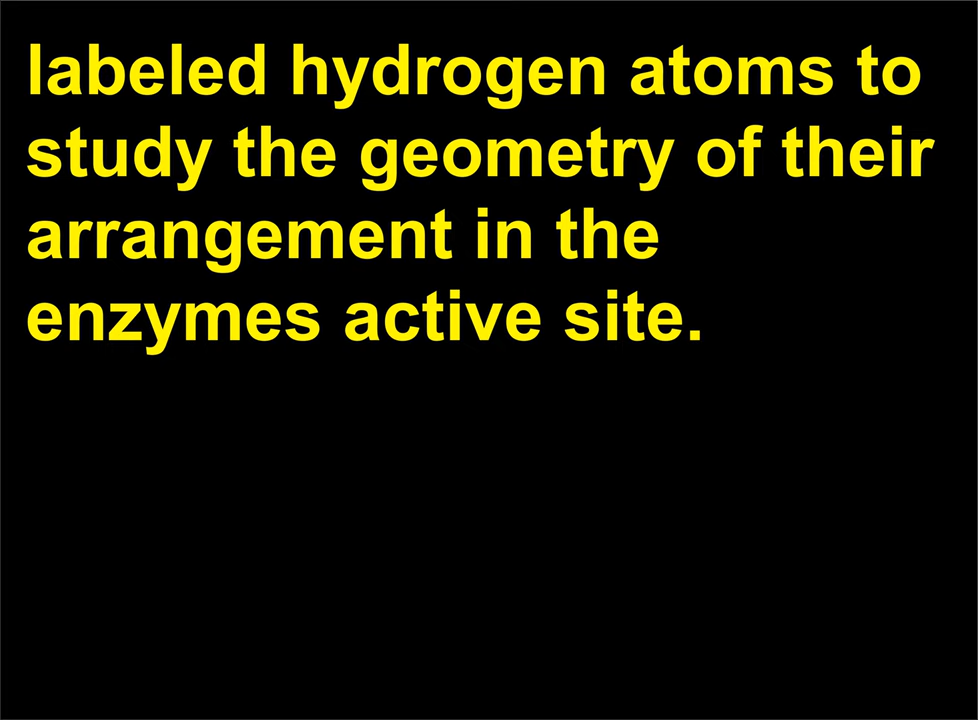 labeled hydrogen atoms to
study the geometry of their
arrangement in the
enzymes active site.